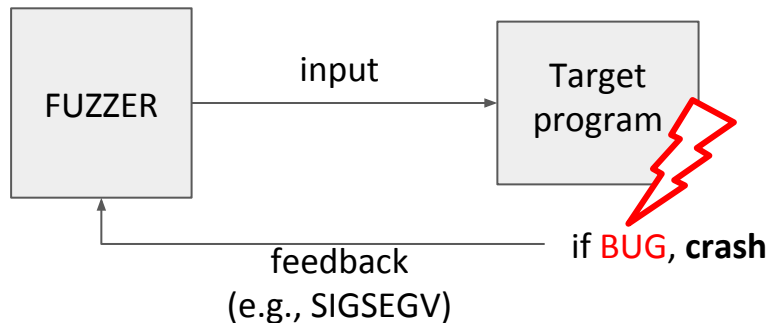 FUZZER
input
Target
program
if BUG, crash
feedback
(e.g., SIGSEGV)